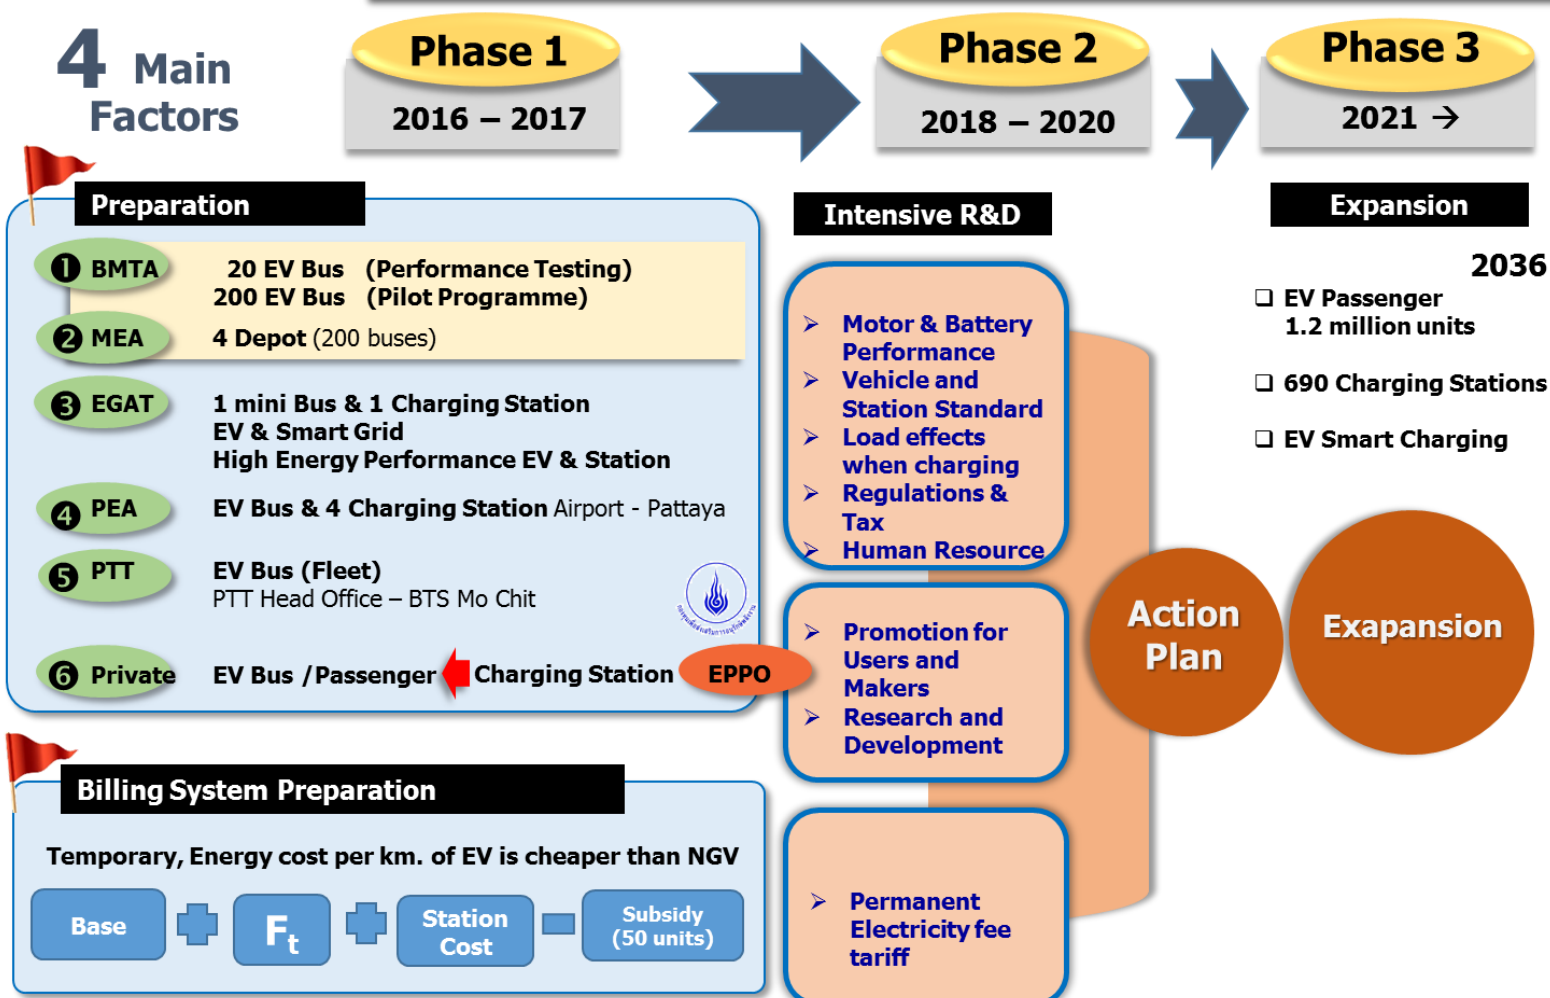 4 Main
Factors
Phase 1
2016 – 2017
Phase 2
2018 – 2020
Phase 3
2021 →
Preparation
❶ BMTA
20 EV Bus (Performance Testing)
200 EV Bus (Pilot Programme)
❷ MEA
4 Depot (200 buses)
❸ EGAT
1 mini Bus & 1 Charging Station
EV & Smart Grid
High Energy Performance EV & Station
❹ PEA
EV Bus & 4 Charging Station Airport - Pattaya
❺ PTT
EV Bus (Fleet)
PTT Head Office – BTS Mo Chit
❻ Private
EV Bus /Passenger
Charging Station
EPPO
Billing System Preparation
Temporary, Energy cost per km. of EV is cheaper than NGV
Base
Ft
Station
Cost
Subsidy
(50 units)
Intensive R&D
➢ Motor & Battery
Performance
➢ Vehicle and
Station Standard
➢ Load effects
when charging
➢ Regulations &
Tax
➢ Human Resource
➢ Promotion for
Users and
Makers
➢ Research and
Development
➢ Permanent
Electricity fee
tariff
Expansion
2036
❑ EV Passenger
1.2 million units
❑ 690 Charging Stations
❑ EV Smart Charging
Action
Plan
Exapansion